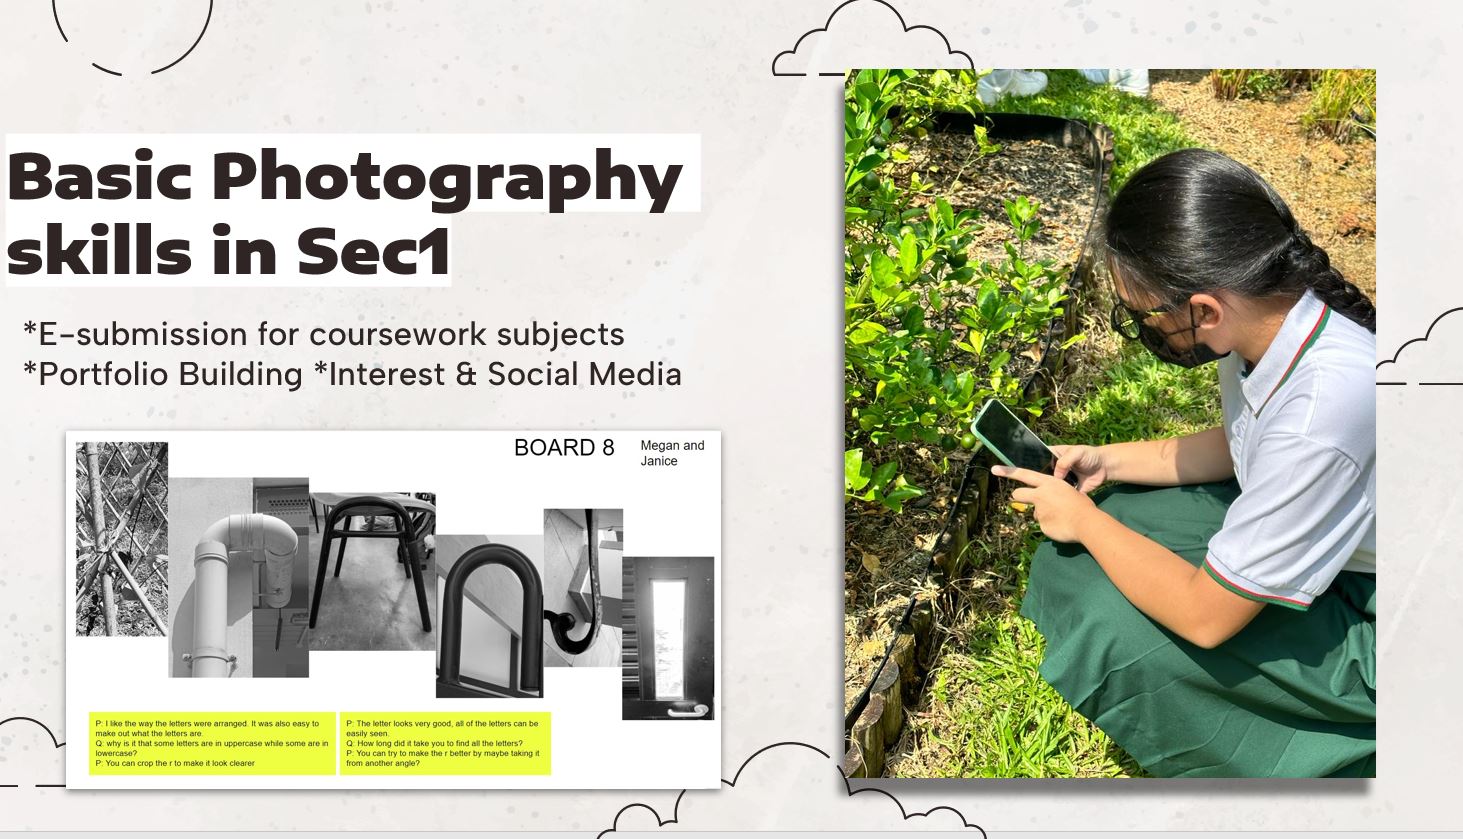 Basic Photography
skills in Sec1
*E-submission for coursework subjects
*Portfolio Building *Interest & Social Media
BOARD 8
Megan and
Janice
P: I like the way the letters were arranged. It was also easy to
make out what the letters are.
Q: why is it that some letters are in uppercase while some are in
lowercase?
P: You can crop the r to make it look clearer
P: The letter looks very good, all of the letters can be
easily seen.
Q: How long did it take you to find all the letters?
P: You can try to make the r better by maybe taking it
from another angle?